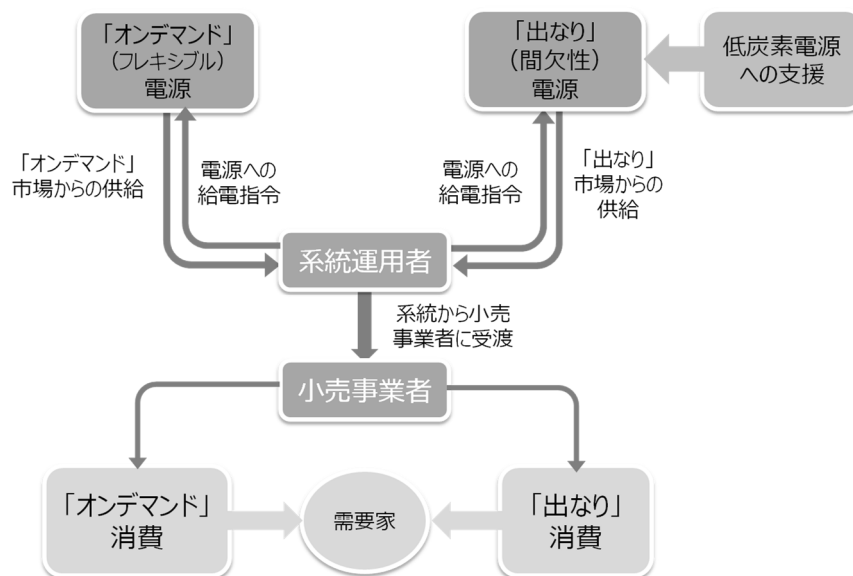 「オンデマンド」
（フレキシブル）
電源
「出なり」
（間欠性）
電源
低炭素電源
への支援
「オンデマンド」
市場からの供給
電源への
給電指令
電源への
給電指令
「出なり」
市場からの
供給
系統運用者
系統から小売
事業者に受渡
小売事業者
「オンデマンド」
消費
需要家
「出なり」
消費